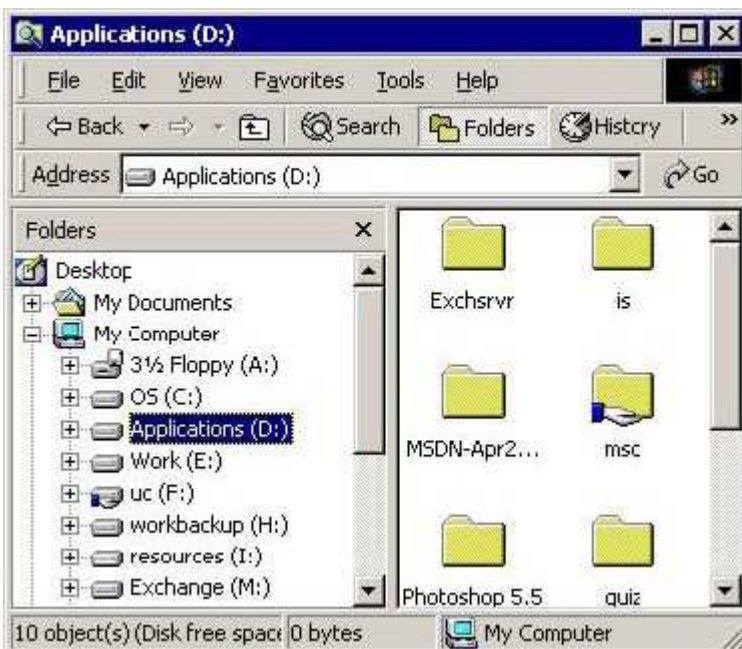 Applications (D:)
File Edit View Favorites Tools Help
Back Search Folders History »
Address Applications (D:) Go
Folders
Desktop
My Documents
My Computer
3½ Floppy (A:)
OS (C:)
Applications (D:)
Work (E:)
uc (F:)
workbackup (H:)
resources (I:)
Exchange (M:)
Exchsrvr is
MSDN-Apr2... msc
Photoshop 5.5 quiz
10 object(s) (Disk free space 0 bytes My Computer